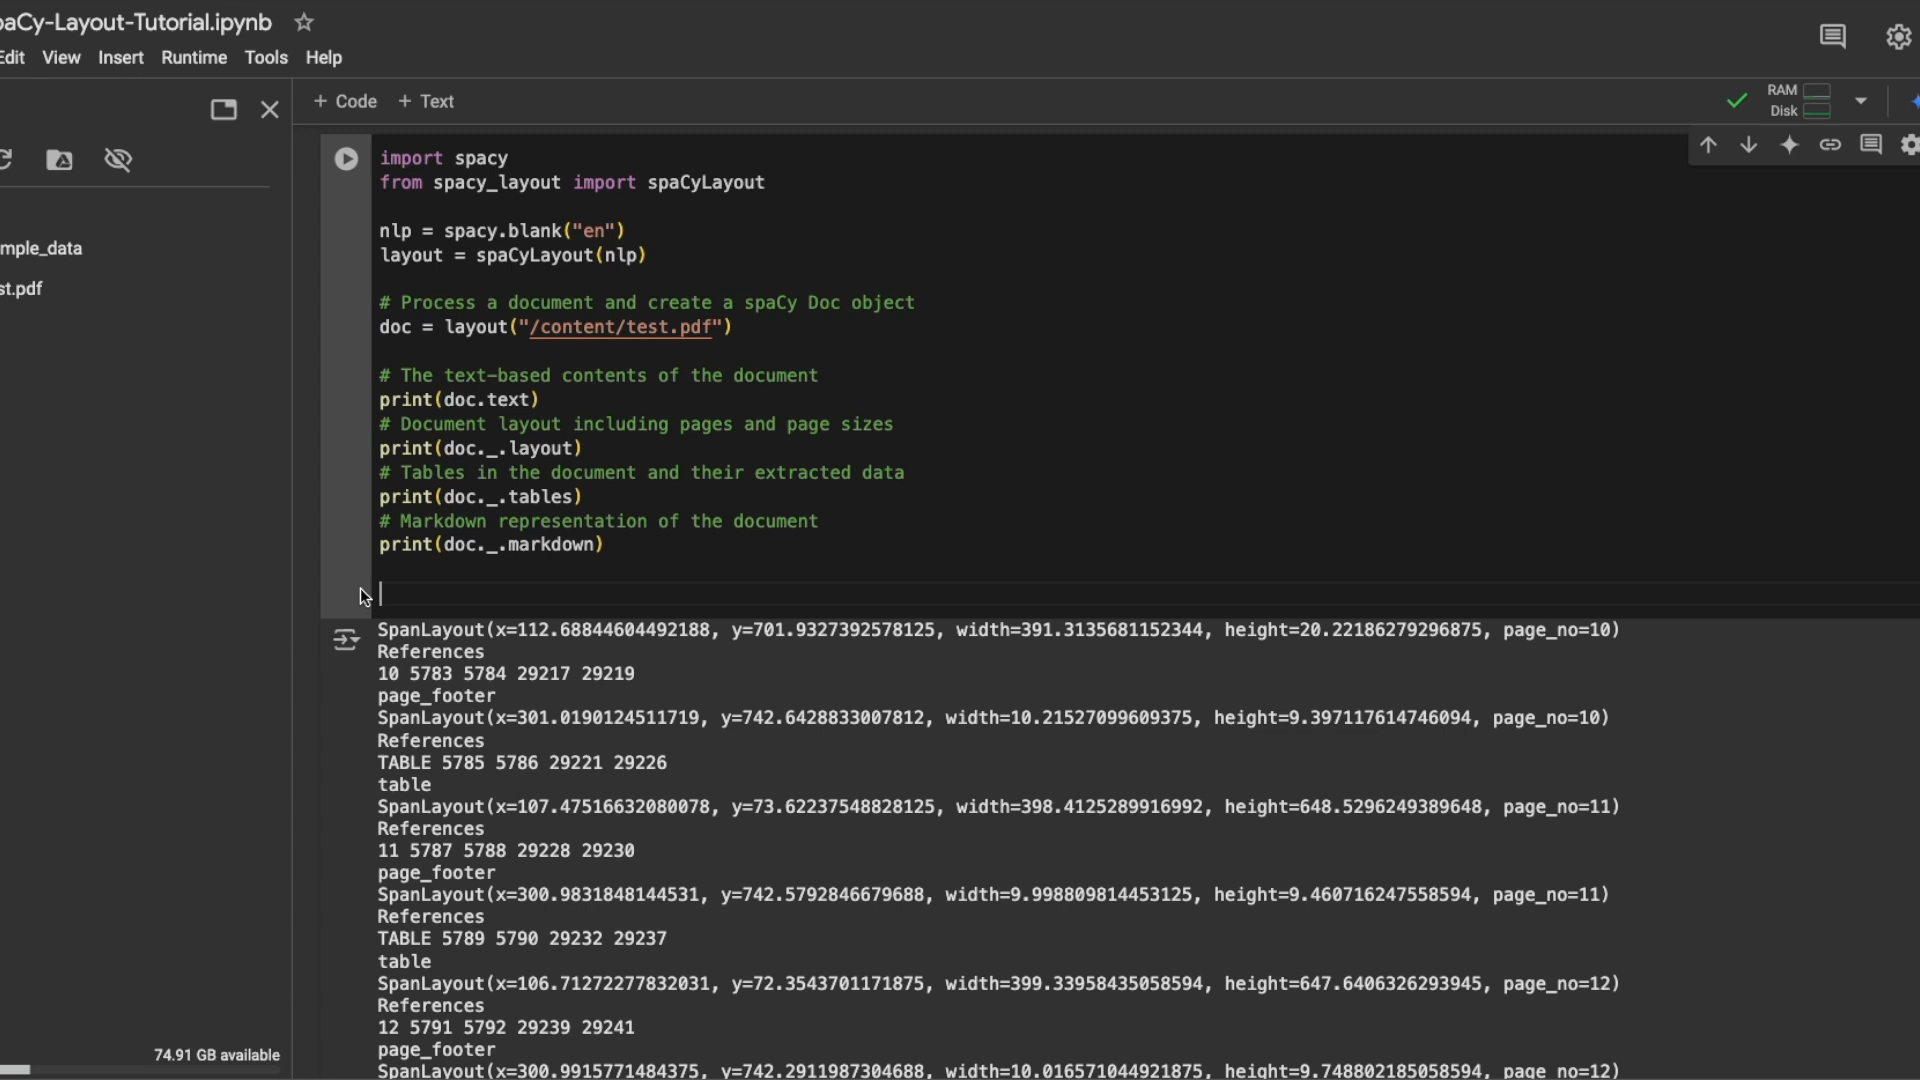 paCy-Layout-Tutorial.ipynb
Edit View Insert Runtime Tools Help
+ Code + Text
RAM
Disk
mple_data
st.pdf
74.91 GB available
import spacy
from spacy_layout import spaCyLayout
nlp = spacy.blank("en")
layout = spaCyLayout(nlp)
# Process a document and create a spaCy Doc object
doc = layout("/content/test.pdf")
# The text-based contents of the document
print(doc.text)
# Document layout including pages and page sizes
print(doc._.layout)
# Tables in the document and their extracted data
print(doc._.tables)
# Markdown representation of the document
print(doc._.markdown)
SpanLayout(x=112.68844604492188, y=701.9327392578125, width=391.3135681152344, height=20.22186279296875, page_no=10)
References
10 5783 5784 29217 29219
page_footer
SpanLayout(x=301.0190124511719, y=742.6428833007812, width=10.21527099609375, height=9.397117614746094, page_no=10)
References
TABLE 5785 5786 29221 29226
table
SpanLayout(x=107.47516632080078, y=73.62237548828125, width=398.4125289916992, height=648.5296249389648, page_no=11)
References
11 5787 5788 29228 29230
page_footer
SpanLayout(x=300.9831848144531, y=742.5792846679688, width=9.998809814453125, height=9.460716247558594, page_no=11)
References
TABLE 5789 5790 29232 29237
table
SpanLayout(x=106.71272277832031, y=72.3543701171875, width=399.33958435058594, height=647.6406326293945, page_no=12)
References
12 5791 5792 29239 29241
page_footer
SpanLayout(x=300.9915771484375, y=742.2911987304688, width=10.016571044921875, height=9.748802185058594, page_no=12)